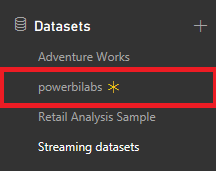 Datasets
Adventure Works
powerbilabs
Retail Analysis Sample
Streaming datasets